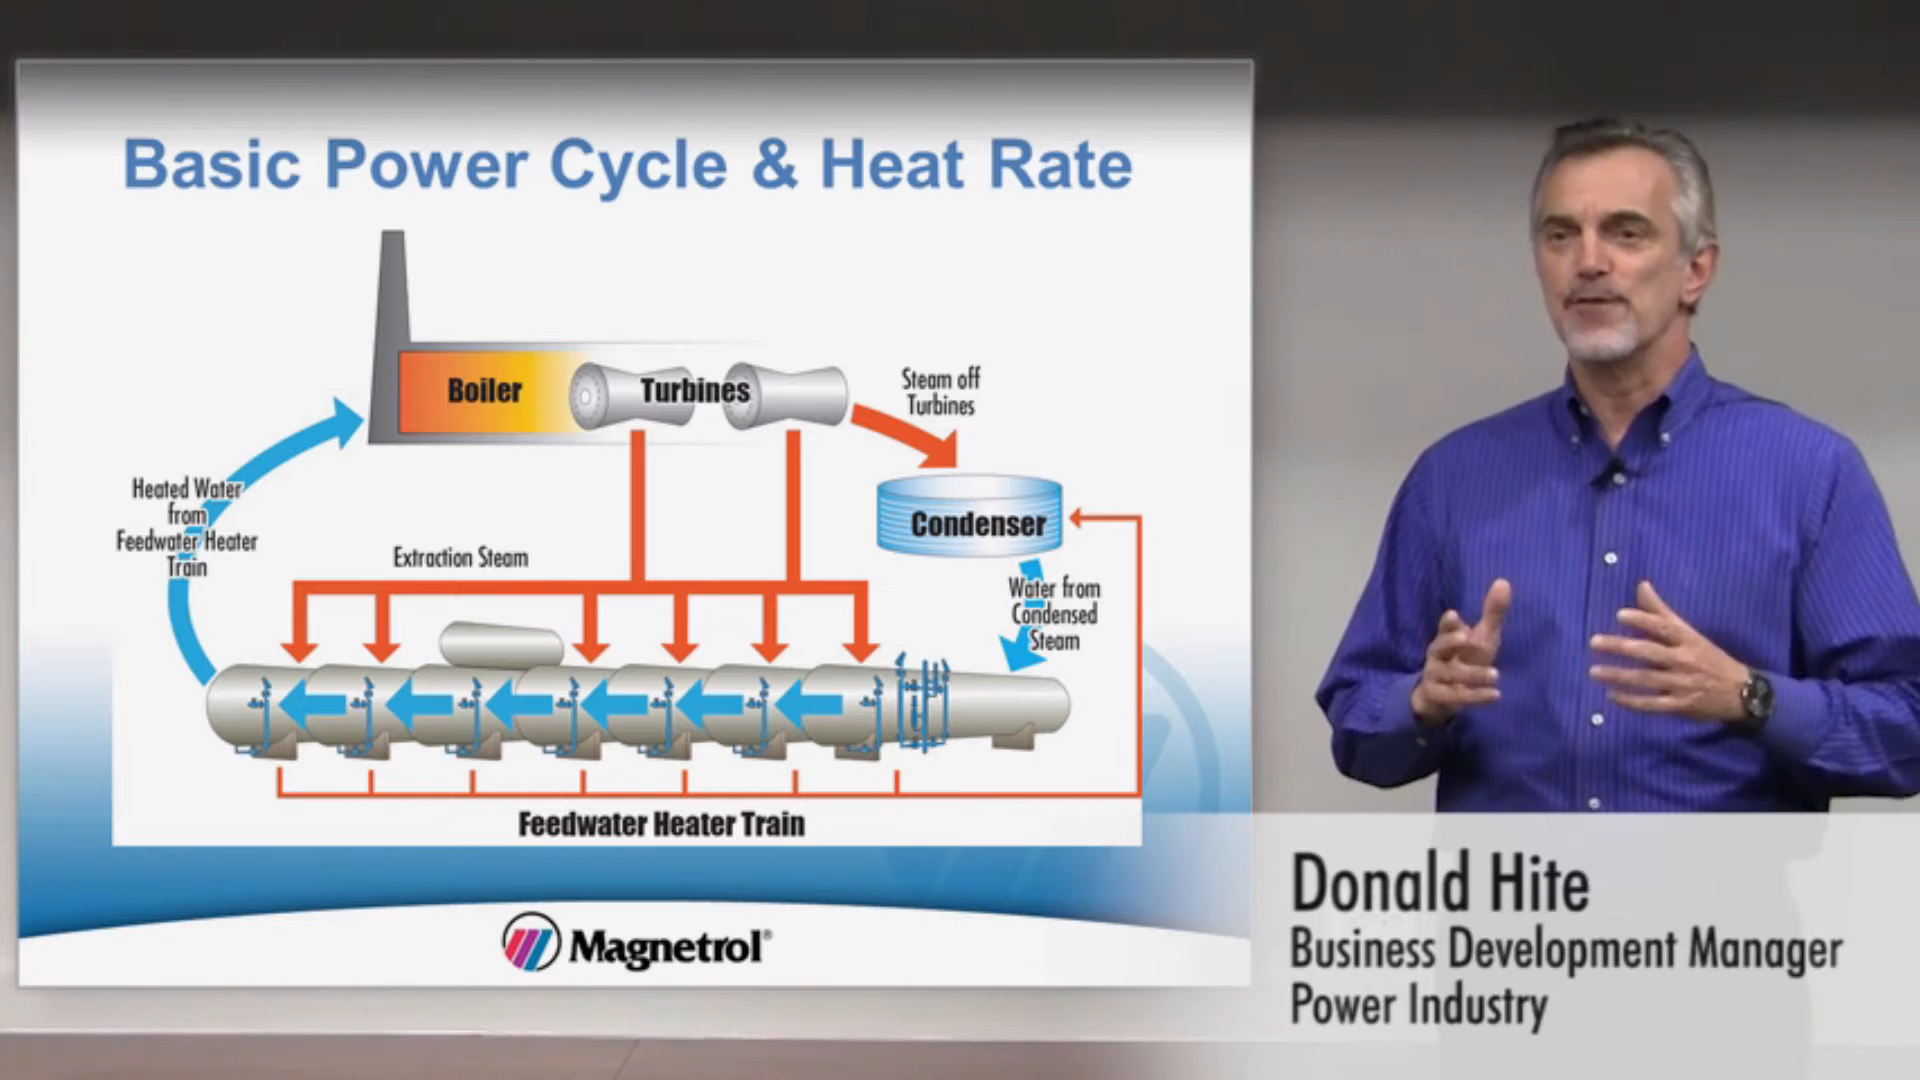 Basic Power Cycle & Heat Rate
Boiler
Turbines
Steam off
Turbines
Condenser
Heated Water
from
Feedwater Heater
Train
Extraction Steam
Water from
Condensed
Steam
Feedwater Heater Train
Magnetrol®
Donald Hite
Business Development Manager
Power Industry